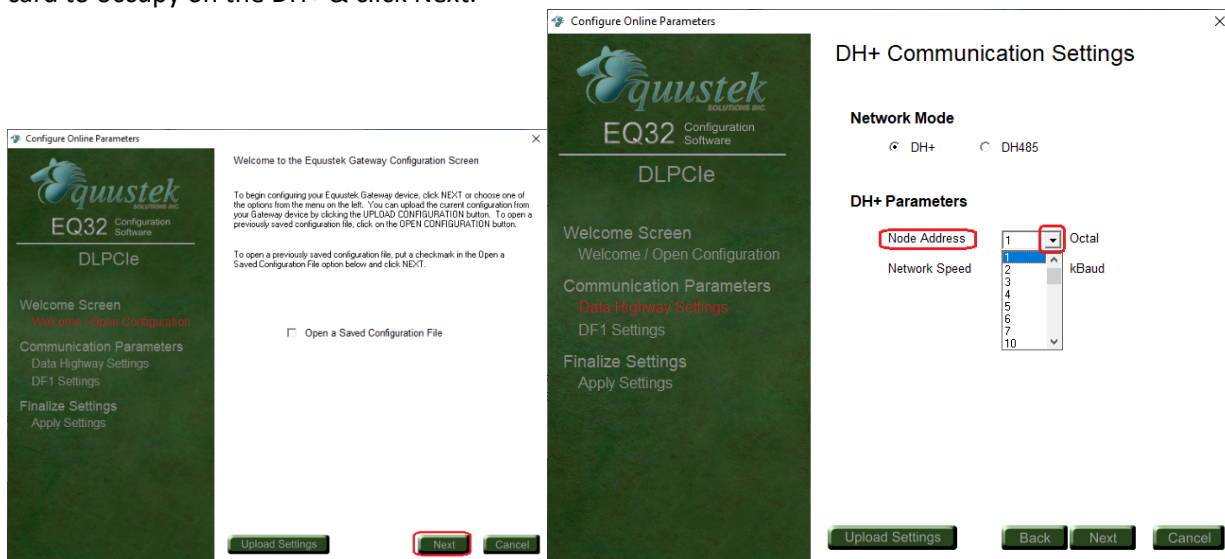 card to occupy on the DH+ & click Next.
Configure Online Parameters
Equustek
SOLUTIONS INC.
EQ32 Configuration Software
DLPCIe
Welcome Screen
Welcome / Open Configuration
Communication Parameters
Data Highway Settings
DF1 Settings
Finalize Settings
Apply Settings
Welcome to the Equustek Gateway Configuration Screen
To begin configuring your Equustek Gateway device, click NEXT or choose one of
the options from the menu on the left. You can upload the current configuration from
your Gateway device by clicking the UPLOAD CONFIGURATION button. To open a
previously saved configuration file, click on the OPEN CONFIGURATION button.
To open a previously saved configuration file, put a checkmark in the Open a
Saved Configuration File option below and click NEXT.
Open a Saved Configuration File
Upload Settings Next Cancel
Configure Online Parameters
Equustek
SOLUTIONS INC.
EQ32 Configuration Software
DLPCIe
Welcome Screen
Welcome / Open Configuration
Communication Parameters
Data Highway Settings
DF1 Settings
Finalize Settings
Apply Settings
DH+ Communication Settings
Network Mode
DH+ DH485
DH+ Parameters
Node Address 1 Octal
Network Speed kBaud
1
2
3
4
5
6
7
10
Upload Settings Back Next Cancel